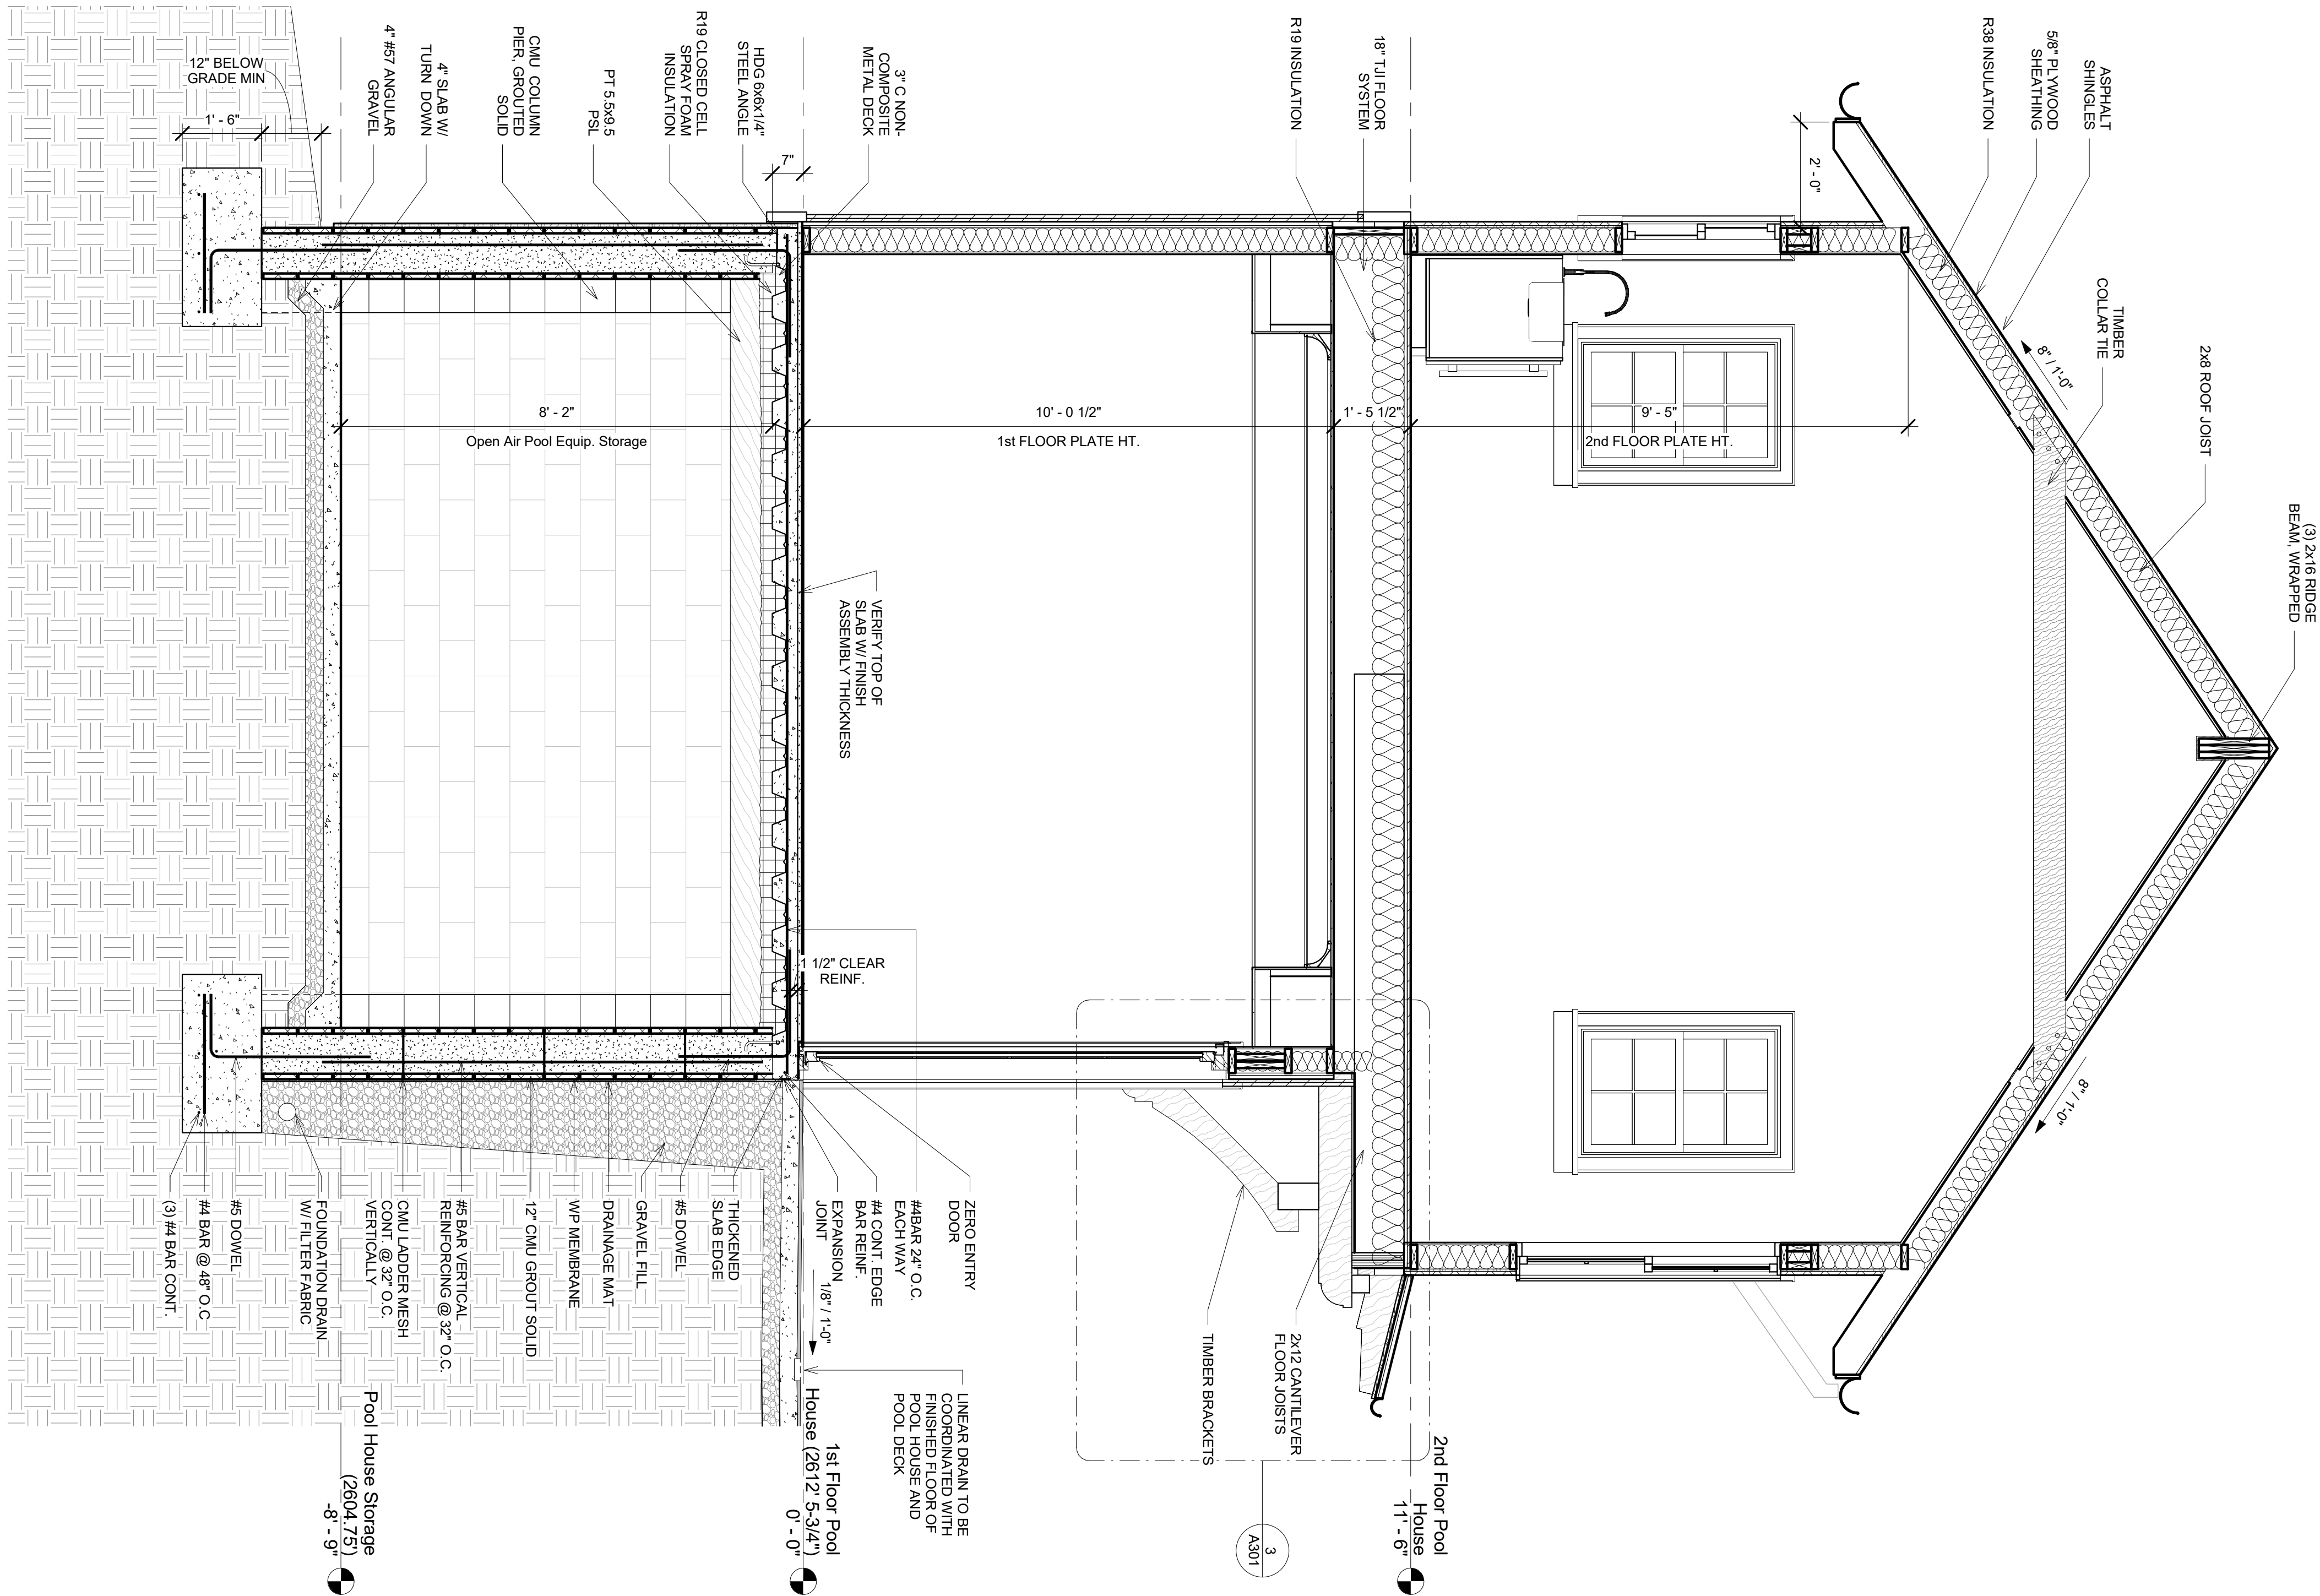 ASPHALT
SHINGLES
5/8" PLYWOOD
SHEATHING
R38 INSULATION
18" TJI FLOOR
SYSTEM
R19 INSULATION
3" C NON-
COMPOSITE
METAL DECK
HDG 6x6x1/4"
STEEL ANGLE
R19 CLOSED CELL
SPRAY FOAM
INSULATION
PT 5.5x9.5
PSL
CMU COLUMN
PIER, GROUTED
SOLID
4" SLAB W/
TURN DOWN
4" #57 ANGULAR
GRAVEL
12" BELOW
GRADE MIN
1' - 6"
7"
2' - 0"
TIMBER
COLLAR TIE
8" / 1'-0"
2x8 ROOF JOIST
(3) 2x16 RIDGE
BEAM, WRAPPED
8' - 2"
Open Air Pool Equip. Storage
10' - 0 1/2"
1st FLOOR PLATE HT.
1' - 5 1/2"
9' - 5"
2nd FLOOR PLATE HT.
VERIFY TOP OF
SLAB W/ FINISH
ASSEMBLY THICKNESS
1 1/2" CLEAR
REINF.
8" / 1'-0"
ZERO ENTRY
DOOR
#4BAR 24" O.C.
EACH WAY
#4 CONT. EDGE
BAR REINF.
EXPANSION
JOINT
1/8" / 1'-0"
THICKENED
SLAB EDGE
#5 DOWEL
GRAVEL FILL
DRAINAGE MAT
WP MEMBRANE
12" CMU GROUT SOLID
#5 BAR VERTICAL
REINFORCING @ 32" O.C.
CMU LADDER MESH
CONT. @ 32" O.C.
VERTICALLY
FOUNDATION DRAIN
W/ FILTER FABRIC
#5 DOWEL
#4 BAR @ 48" O.C
(3) #4 BAR CONT.
2x12 CANTILEVER
FLOOR JOISTS
TIMBER BRACKETS
LINEAR DRAIN TO BE
COORDINATED WITH
FINISHED FLOOR OF
POOL HOUSE AND
POOL DECK
2nd Floor Pool
House
11' - 6"
3
A301
1st Floor Pool
House (2612' 5-3/4")
0' - 0"
Pool House Storage
(2604.75')
-8' - 9"